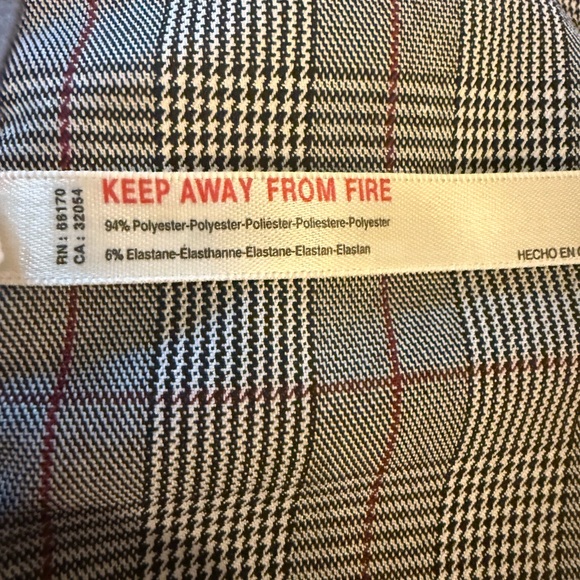 RN : 66170
CA : 32054
KEEP AWAY FROM FIRE
94% Polyester-Polyester-Poliéster-Poliestere-Polyester
6% Elastane-Élasthanne-Elastane-Elastan-Elastan
HECHO EN